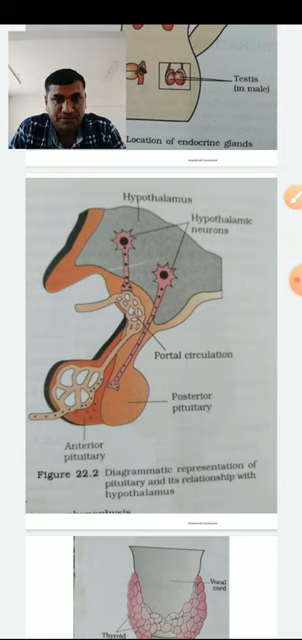 Testis
(in male)
Location of endocrine glands
Hypothalamus
Hypothalamic
neurons
Portal circulation
Posterior
pituitary
Anterior
pituitary
Figure 22.2 Diagrammatic representation of
pituitary and its relationship with
hypothalamus
Vocal
cord
Thyroid